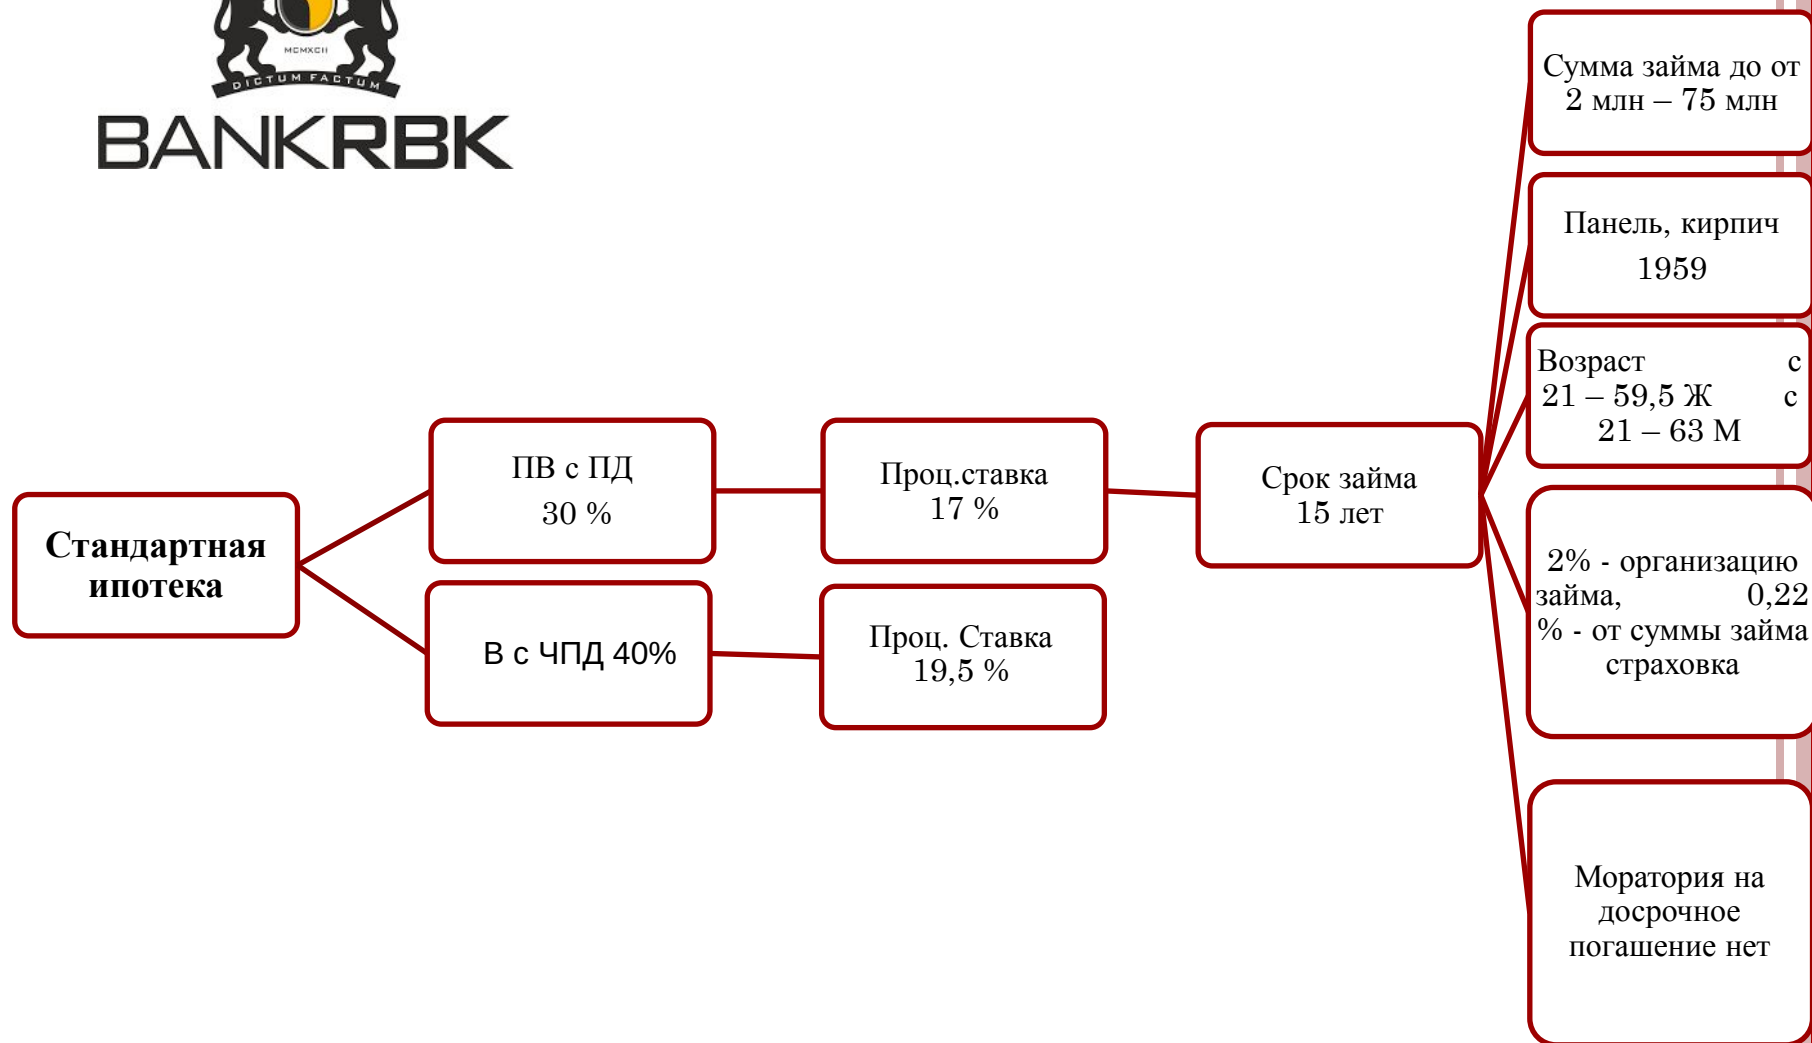 MCMXCII
DICTUM FACTUM
BANKRBK
Стандартная
ипотека
ПВ с ПД
30 %
В с ЧПД 40%
Проц.ставка
17 %
Проц. Ставка
19,5 %
Срок займа
15 лет
Сумма займа до от
2 млн – 75 млн
Панель, кирпич
1959
Возраст с
21 – 59,5 Ж с
21 – 63 М
2% - организацию
займа, 0,22
% - от суммы займа
страховка
Моратория на
досрочное
погашение нет